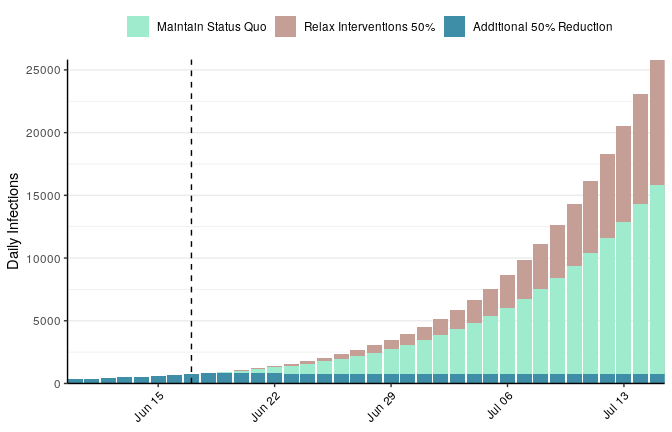 Maintain Status Quo Relax Interventions 50% Additional 50% Reduction
Daily Infections
25000
20000
15000
10000
5000
0
Jun 15 Jun 22 Jun 29 Jul 06 Jul 13